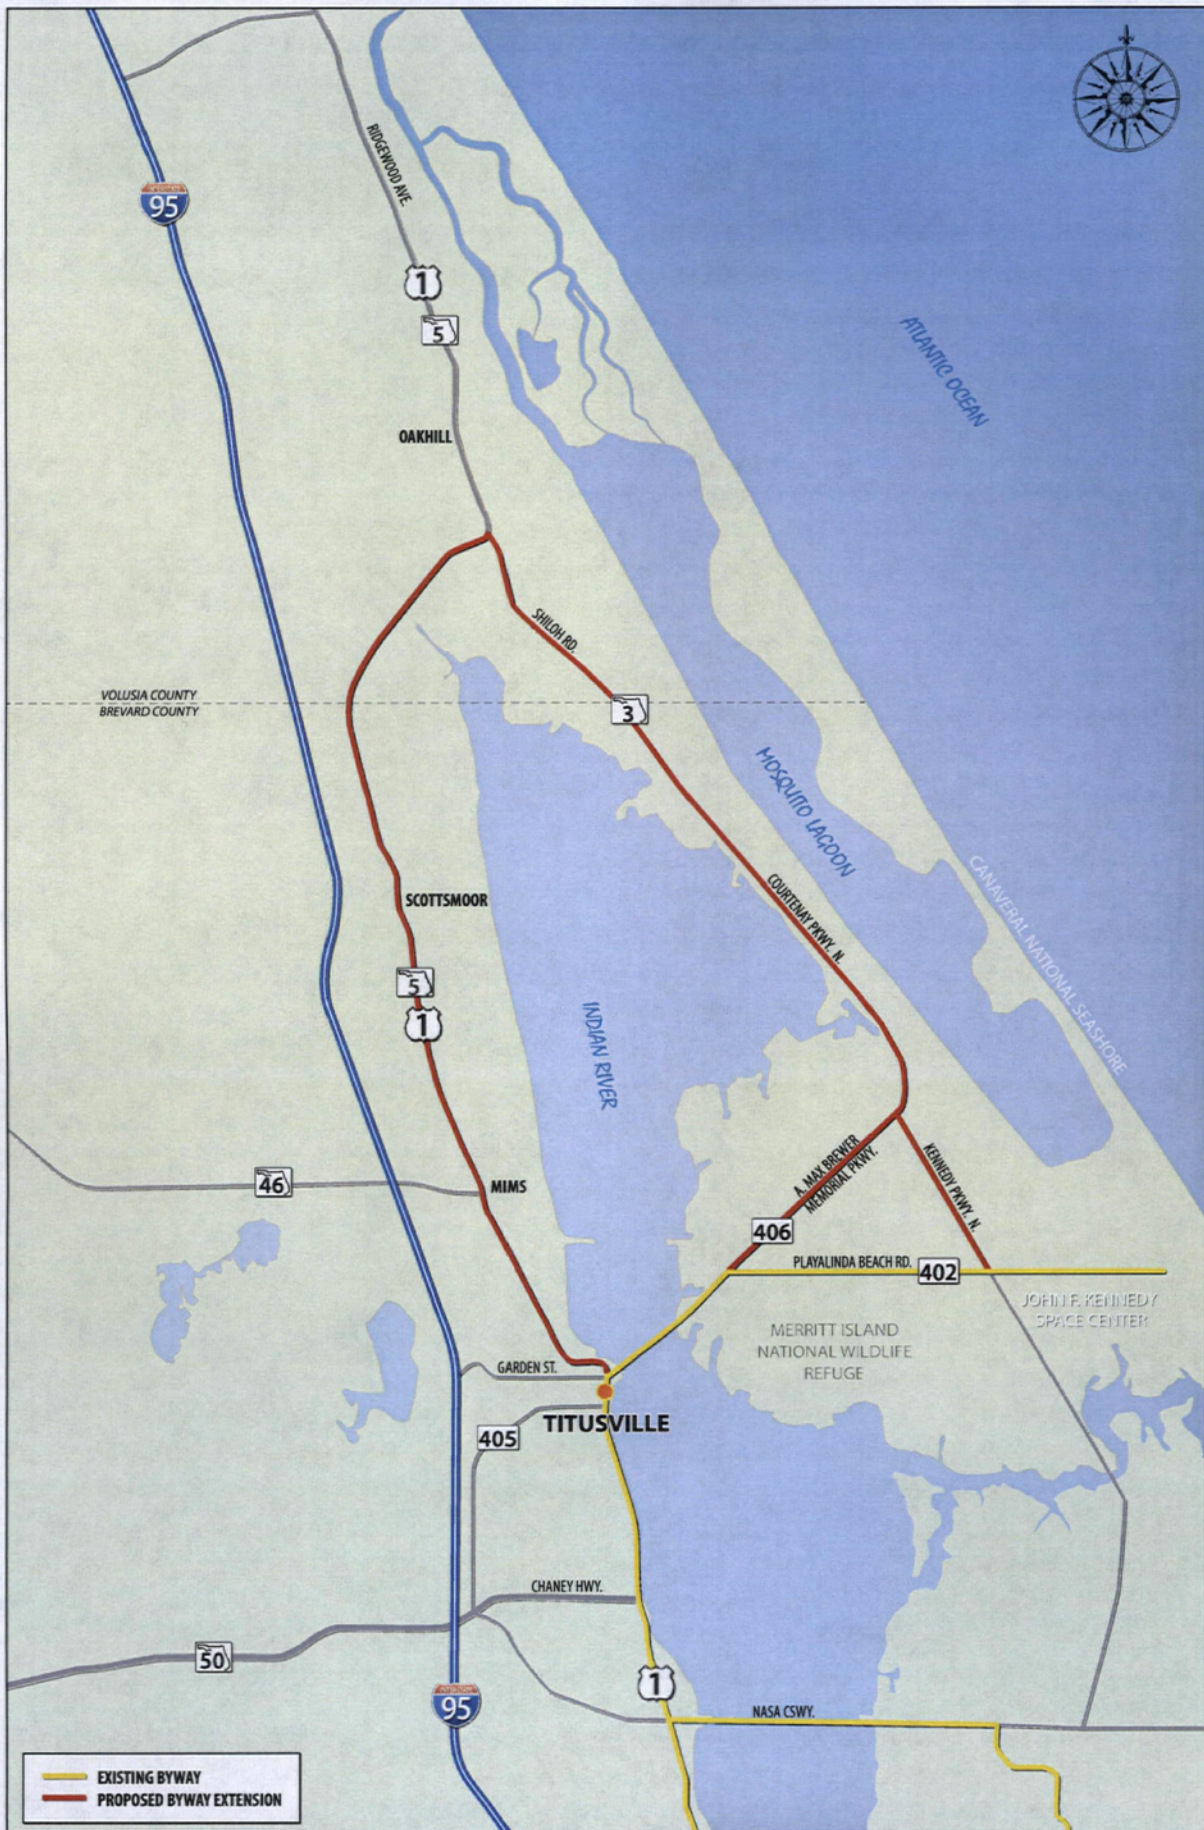 95
RIDGEWOOD AVE.
1
5
ATLANTIC OCEAN
OAKHILL
SHILOH RD.
VOLUSIA COUNTY
BREVARD COUNTY
3
MOSQUITO LAGOON
COURTENAY PKWY. N.
CANAVERAL NATIONAL SEASHORE
SCOTTSMOOR
5
1
INDIAN RIVER
A. MAX BREWER
MEMORIAL PKWY.
KENNEDY PKWY. N.
46
MIMS
406
PLAYALINDA BEACH RD.
402
JOHN F. KENNEDY
SPACE CENTER
MERRITT ISLAND
NATIONAL WILDLIFE
REFUGE
GARDEN ST.
TITUSVILLE
405
CHANEY HWY.
50
1
95
NASA CSWY.
EXISTING BYWAY
PROPOSED BYWAY EXTENSION